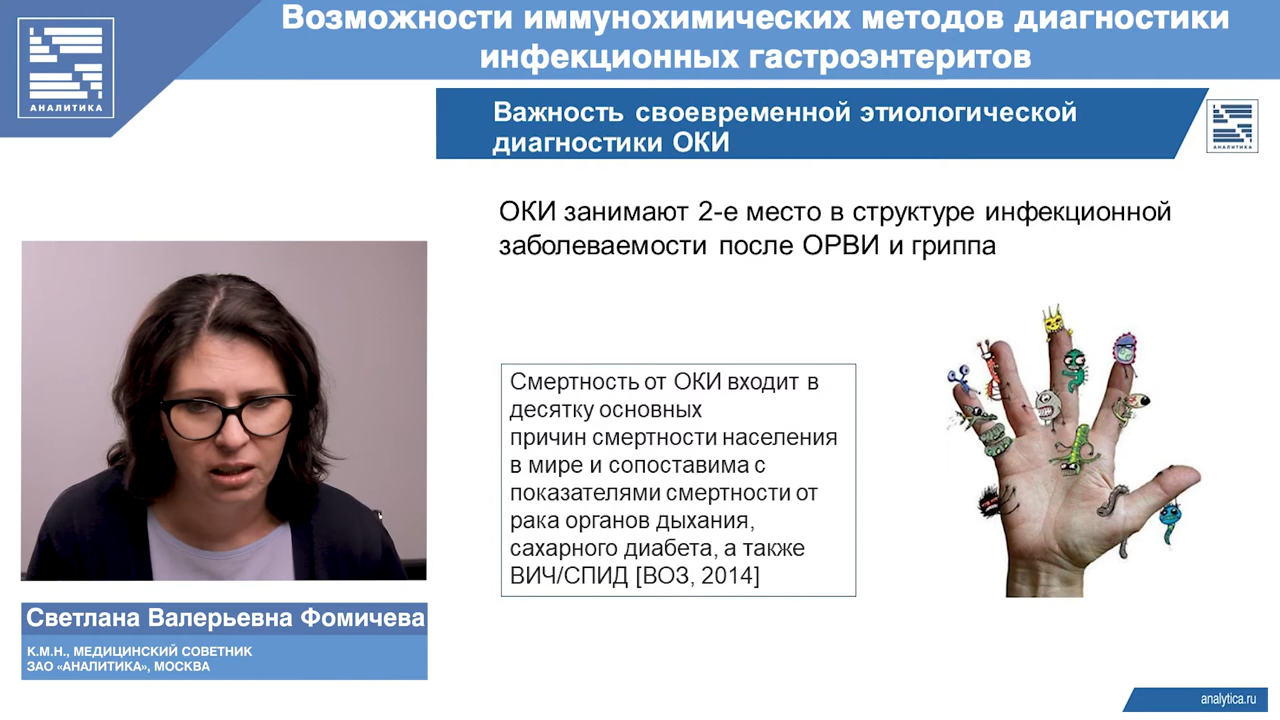 Возможности иммунохимических методов диагностики
инфекционных гастроэнтеритов
АНАЛИТИКА
Важность своевременной этиологической
диагностики ОКИ
АНАЛИТИКА
ОКИ занимают 2-е место в структуре инфекционной
заболеваемости после ОРВИ и гриппа
Смертность от ОКИ входит в
десятку основных
причин смертности населения
в мире и сопоставима с
показателями смертности от
рака органов дыхания,
сахарного диабета, а также
ВИЧ/СПИД [ВОЗ, 2014]
Светлана Валерьевна Фомичева
К.М.Н., МЕДИЦИНСКИЙ СОВЕТНИК
ЗАО «АНАЛИТИКА», МОСКВА
analytica.ru